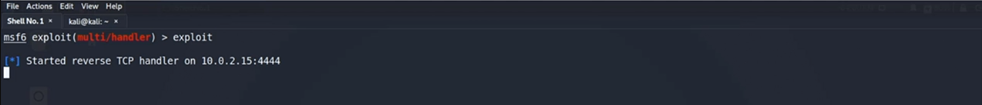 File Actions Edit View Help
Shell No. 1 × kali@kali: ~ ×
msf6 exploit(multi/handler) > exploit
[*] Started reverse TCP handler on 10.0.2.15:4444